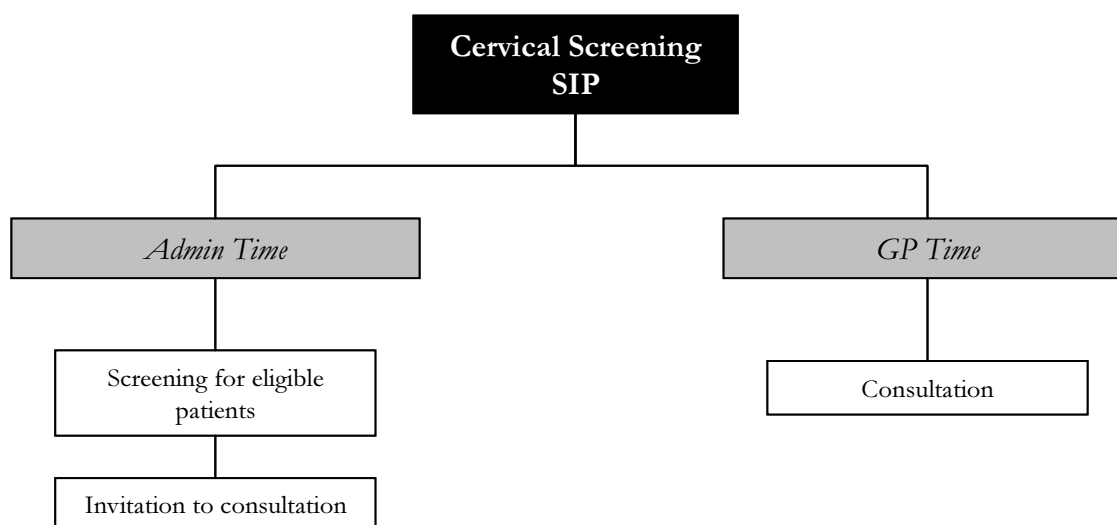 Cervical Screening
SIP
Admin Time
GP Time
Screening for eligible
patients
Consultation
Invitation to consultation